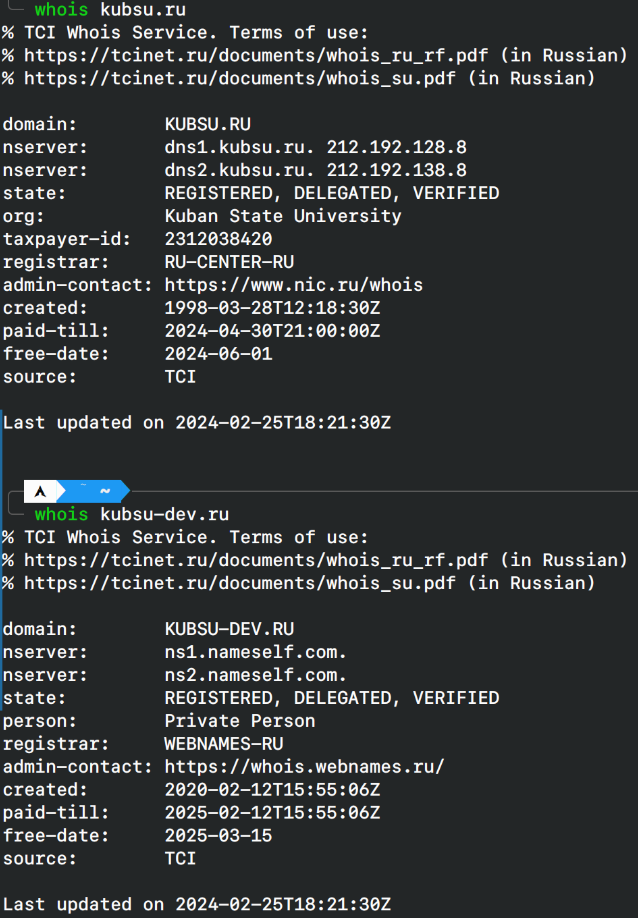 whois kubsu.ru
% TCI Whois Service. Terms of use:
% https://tcinet.ru/documents/whois_ru_rf.pdf (in Russian)
% https://tcinet.ru/documents/whois_su.pdf (in Russian)
domain: KUBSU.RU
nserver: dns1.kubsu.ru. 212.192.128.8
nserver: dns2.kubsu.ru. 212.192.138.8
state: REGISTERED, DELEGATED, VERIFIED
org: Kuban State University
taxpayer-id: 2312038420
registrar: RU-CENTER-RU
admin-contact: https://www.nic.ru/whois
created: 1998-03-28T12:18:30Z
paid-till: 2024-04-30T21:00:00Z
free-date: 2024-06-01
source: TCI
Last updated on 2024-02-25T18:21:30Z
~
whois kubsu-dev.ru
% TCI Whois Service. Terms of use:
% https://tcinet.ru/documents/whois_ru_rf.pdf (in Russian)
% https://tcinet.ru/documents/whois_su.pdf (in Russian)
domain: KUBSU-DEV.RU
nserver: ns1.nameself.com.
nserver: ns2.nameself.com.
state: REGISTERED, DELEGATED, VERIFIED
person: Private Person
registrar: WEBNAMES-RU
admin-contact: https://whois.webnames.ru/
created: 2020-02-12T15:55:06Z
paid-till: 2025-02-12T15:55:06Z
free-date: 2025-03-15
source: TCI
Last updated on 2024-02-25T18:21:30Z